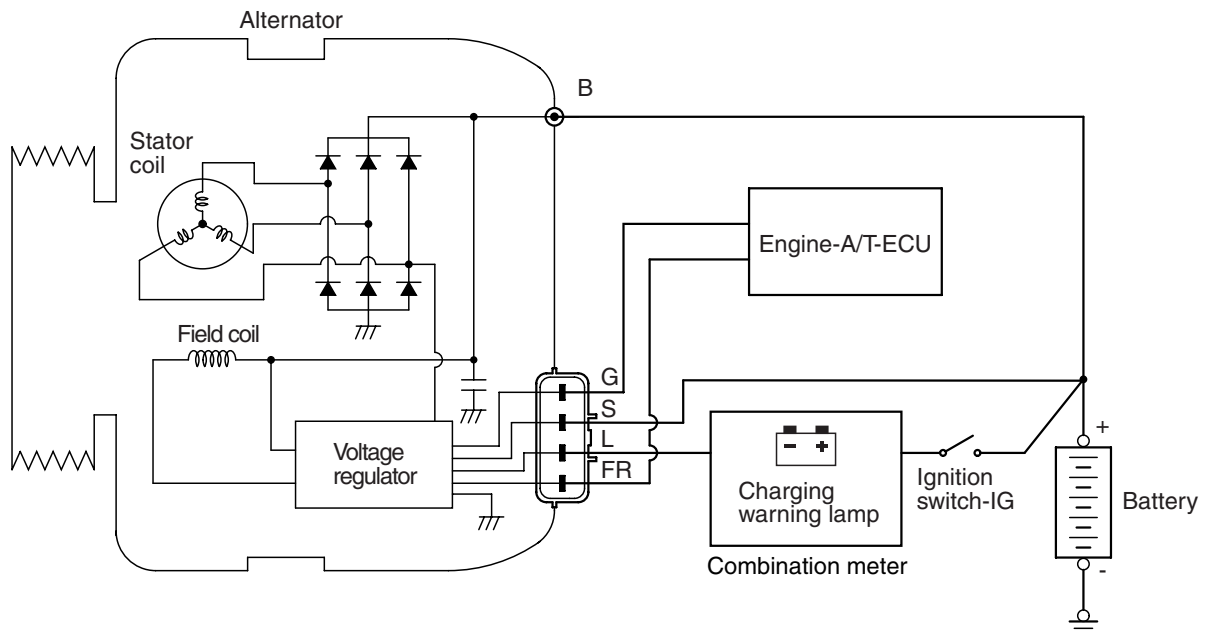 Alternator
B
Stator
coil
Engine-A/T-ECU
Field coil
G
S
L
FR
Voltage
regulator
- +
Charging
warning lamp
Ignition
switch-IG
+
Battery
-
Combination meter